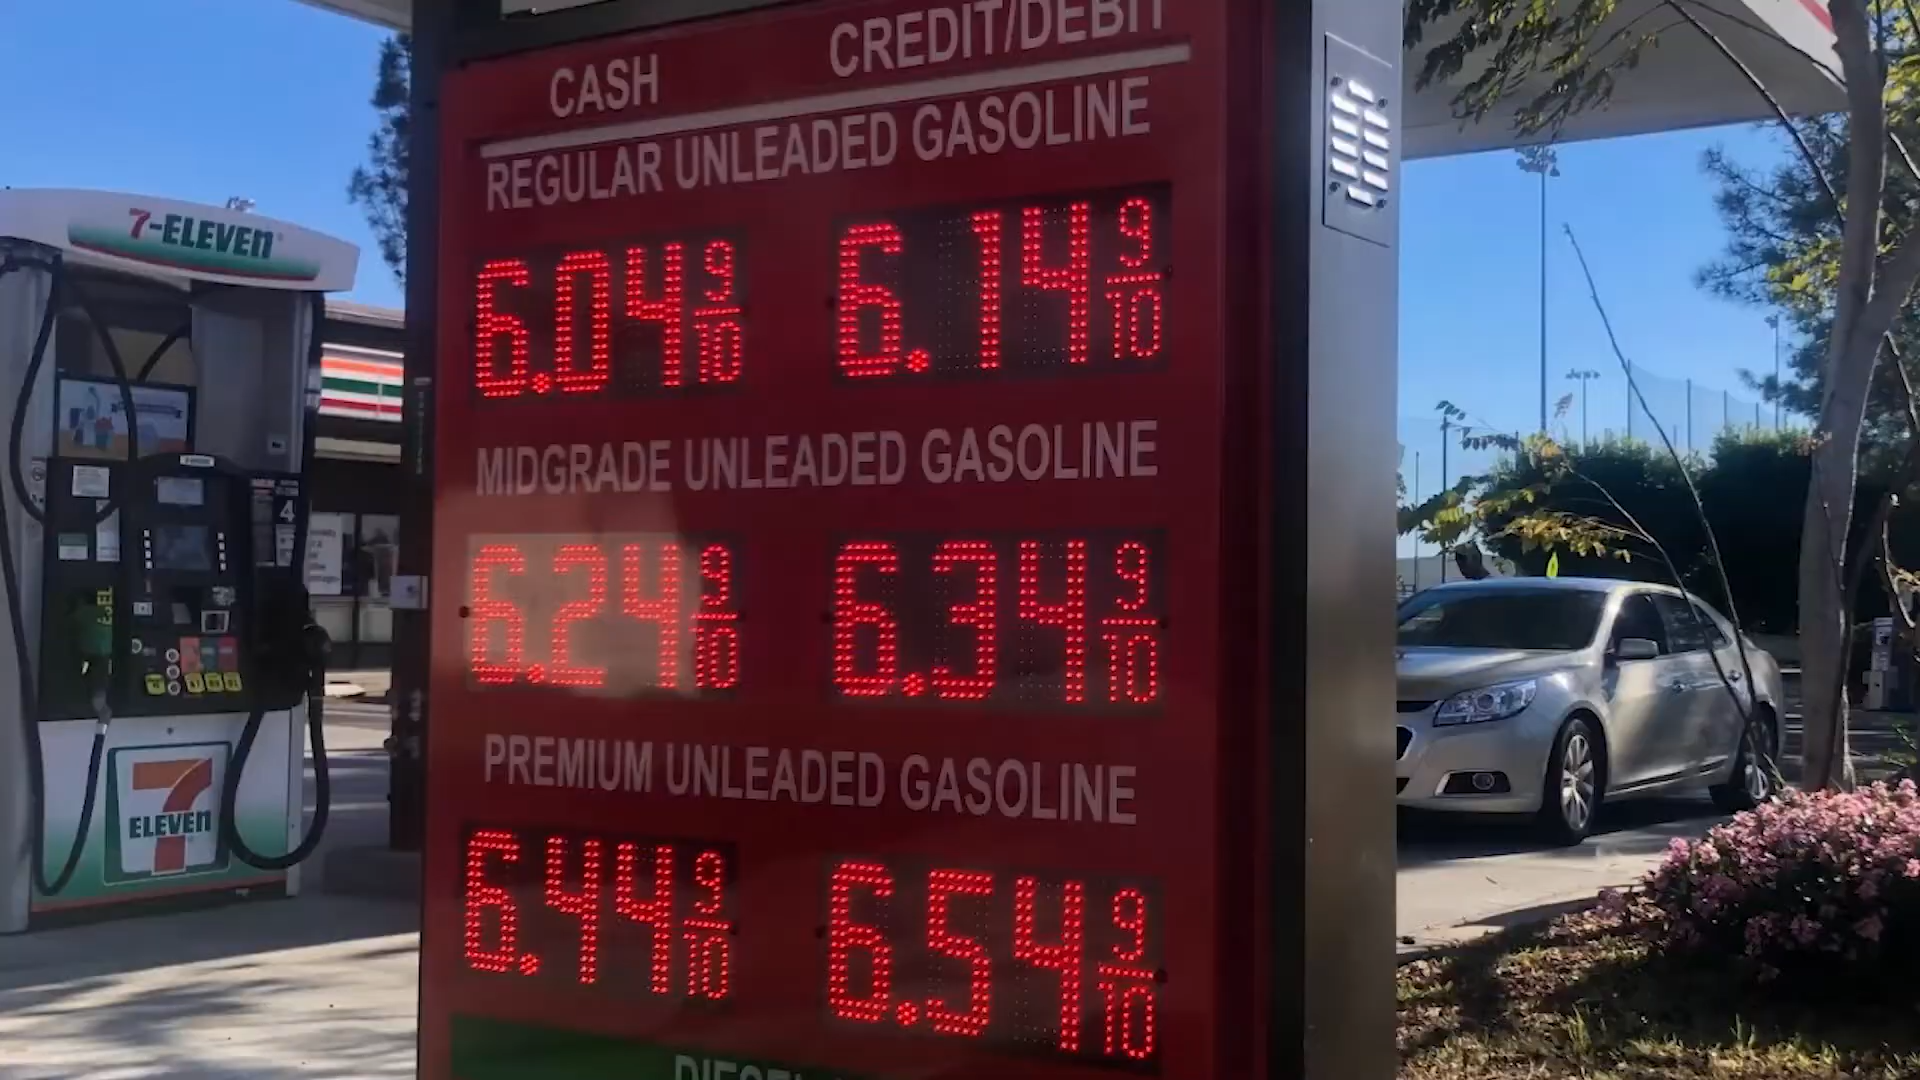 CASH CREDIT/DEBIT
REGULAR UNLEADED GASOLINE
6.04 9/10 6.14 9/10
MIDGRADE UNLEADED GASOLINE
6.24 9/10 6.34 9/10
PREMIUM UNLEADED GASOLINE
6.44 9/10 6.54 9/10
DIESEL
7-ELEVEn
4
7
ELEVEn